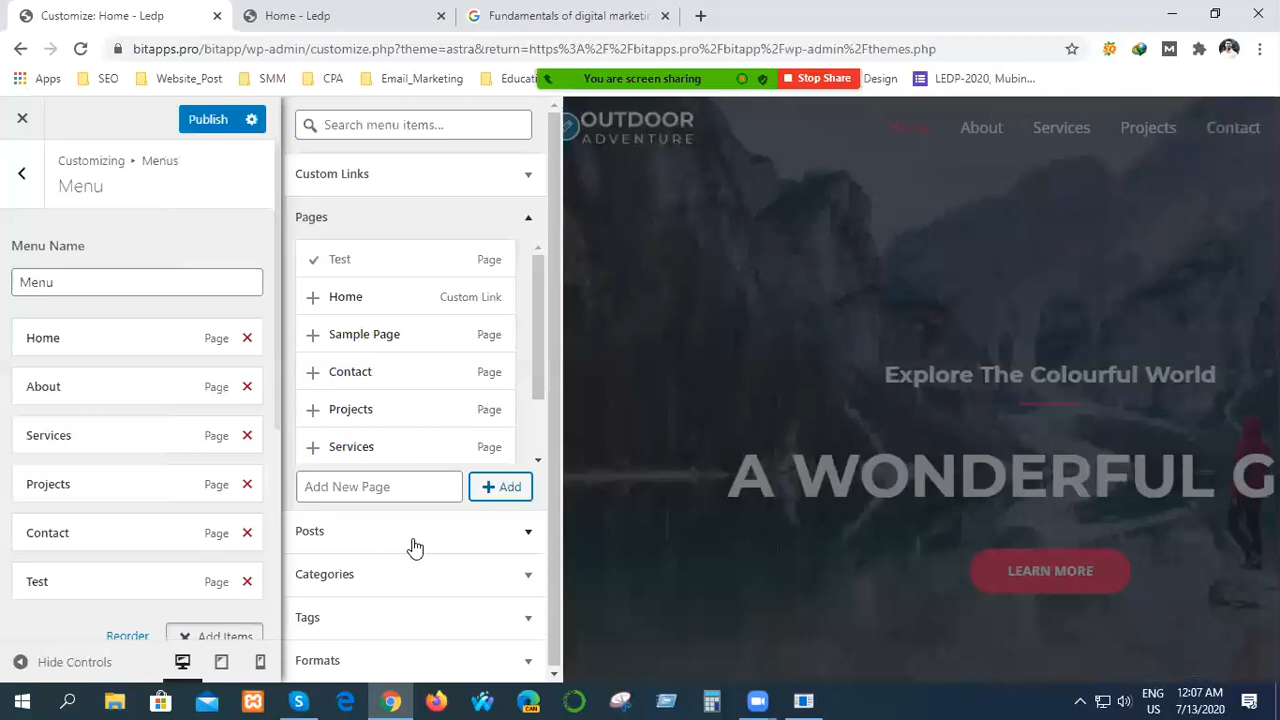 Customize: Home - Ledp
Home - Ledp
Fundamentals of digital marketi
bitapps.pro/bitapp/wp-admin/customize.php?theme=astra&return=https%3A%2F%2Fbitapps.pro%2Fbitapp%2Fwp-admin%2Fthemes.php
Apps
SEO
Website_Post
SMM
CPA
Email_Marketing
Educati
You are screen sharing
Stop Share
Design
LEDP-2020, Mubin...
Publish
Customizing ▸ Menus
Menu
Menu Name
Menu
Home Page
About Page
Services Page
Projects Page
Contact Page
Test Page
Reorder
Add Items
Hide Controls
Search menu items...
Custom Links
Pages
Test Page
Home Custom Link
Sample Page Page
Contact Page
Projects Page
Services Page
Add New Page
Add
Posts
Categories
Tags
Formats
OUTDOOR
ADVENTURE
Home
About
Services
Projects
Contact
Explore The Colourful World
A WONDERFUL G
LEARN MORE
CAN
ENG
US
12:07 AM
7/13/2020